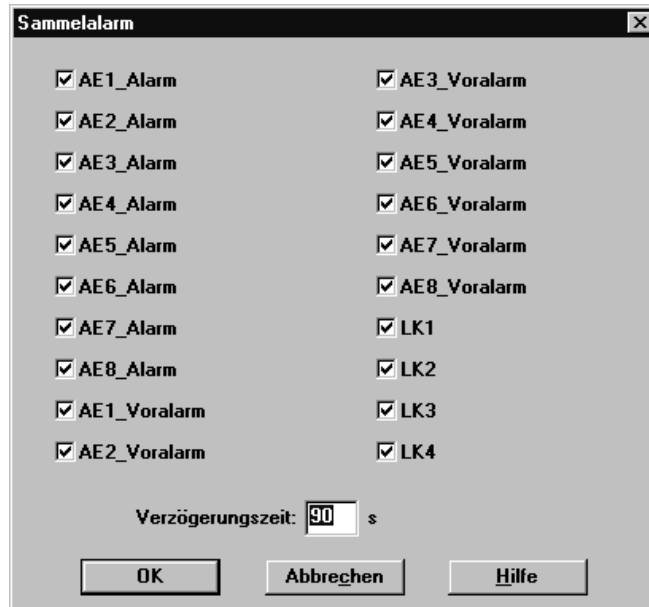 Sammelalarm
AE1_Alarm
AE2_Alarm
AE3_Alarm
AE4_Alarm
AE5_Alarm
AE6_Alarm
AE7_Alarm
AE8_Alarm
AE1_Voralarm
AE2_Voralarm
AE3_Voralarm
AE4_Voralarm
AE5_Voralarm
AE6_Voralarm
AE7_Voralarm
AE8_Voralarm
LK1
LK2
LK3
LK4
Verzögerungszeit: 90 s
OK Abbrechen Hilfe